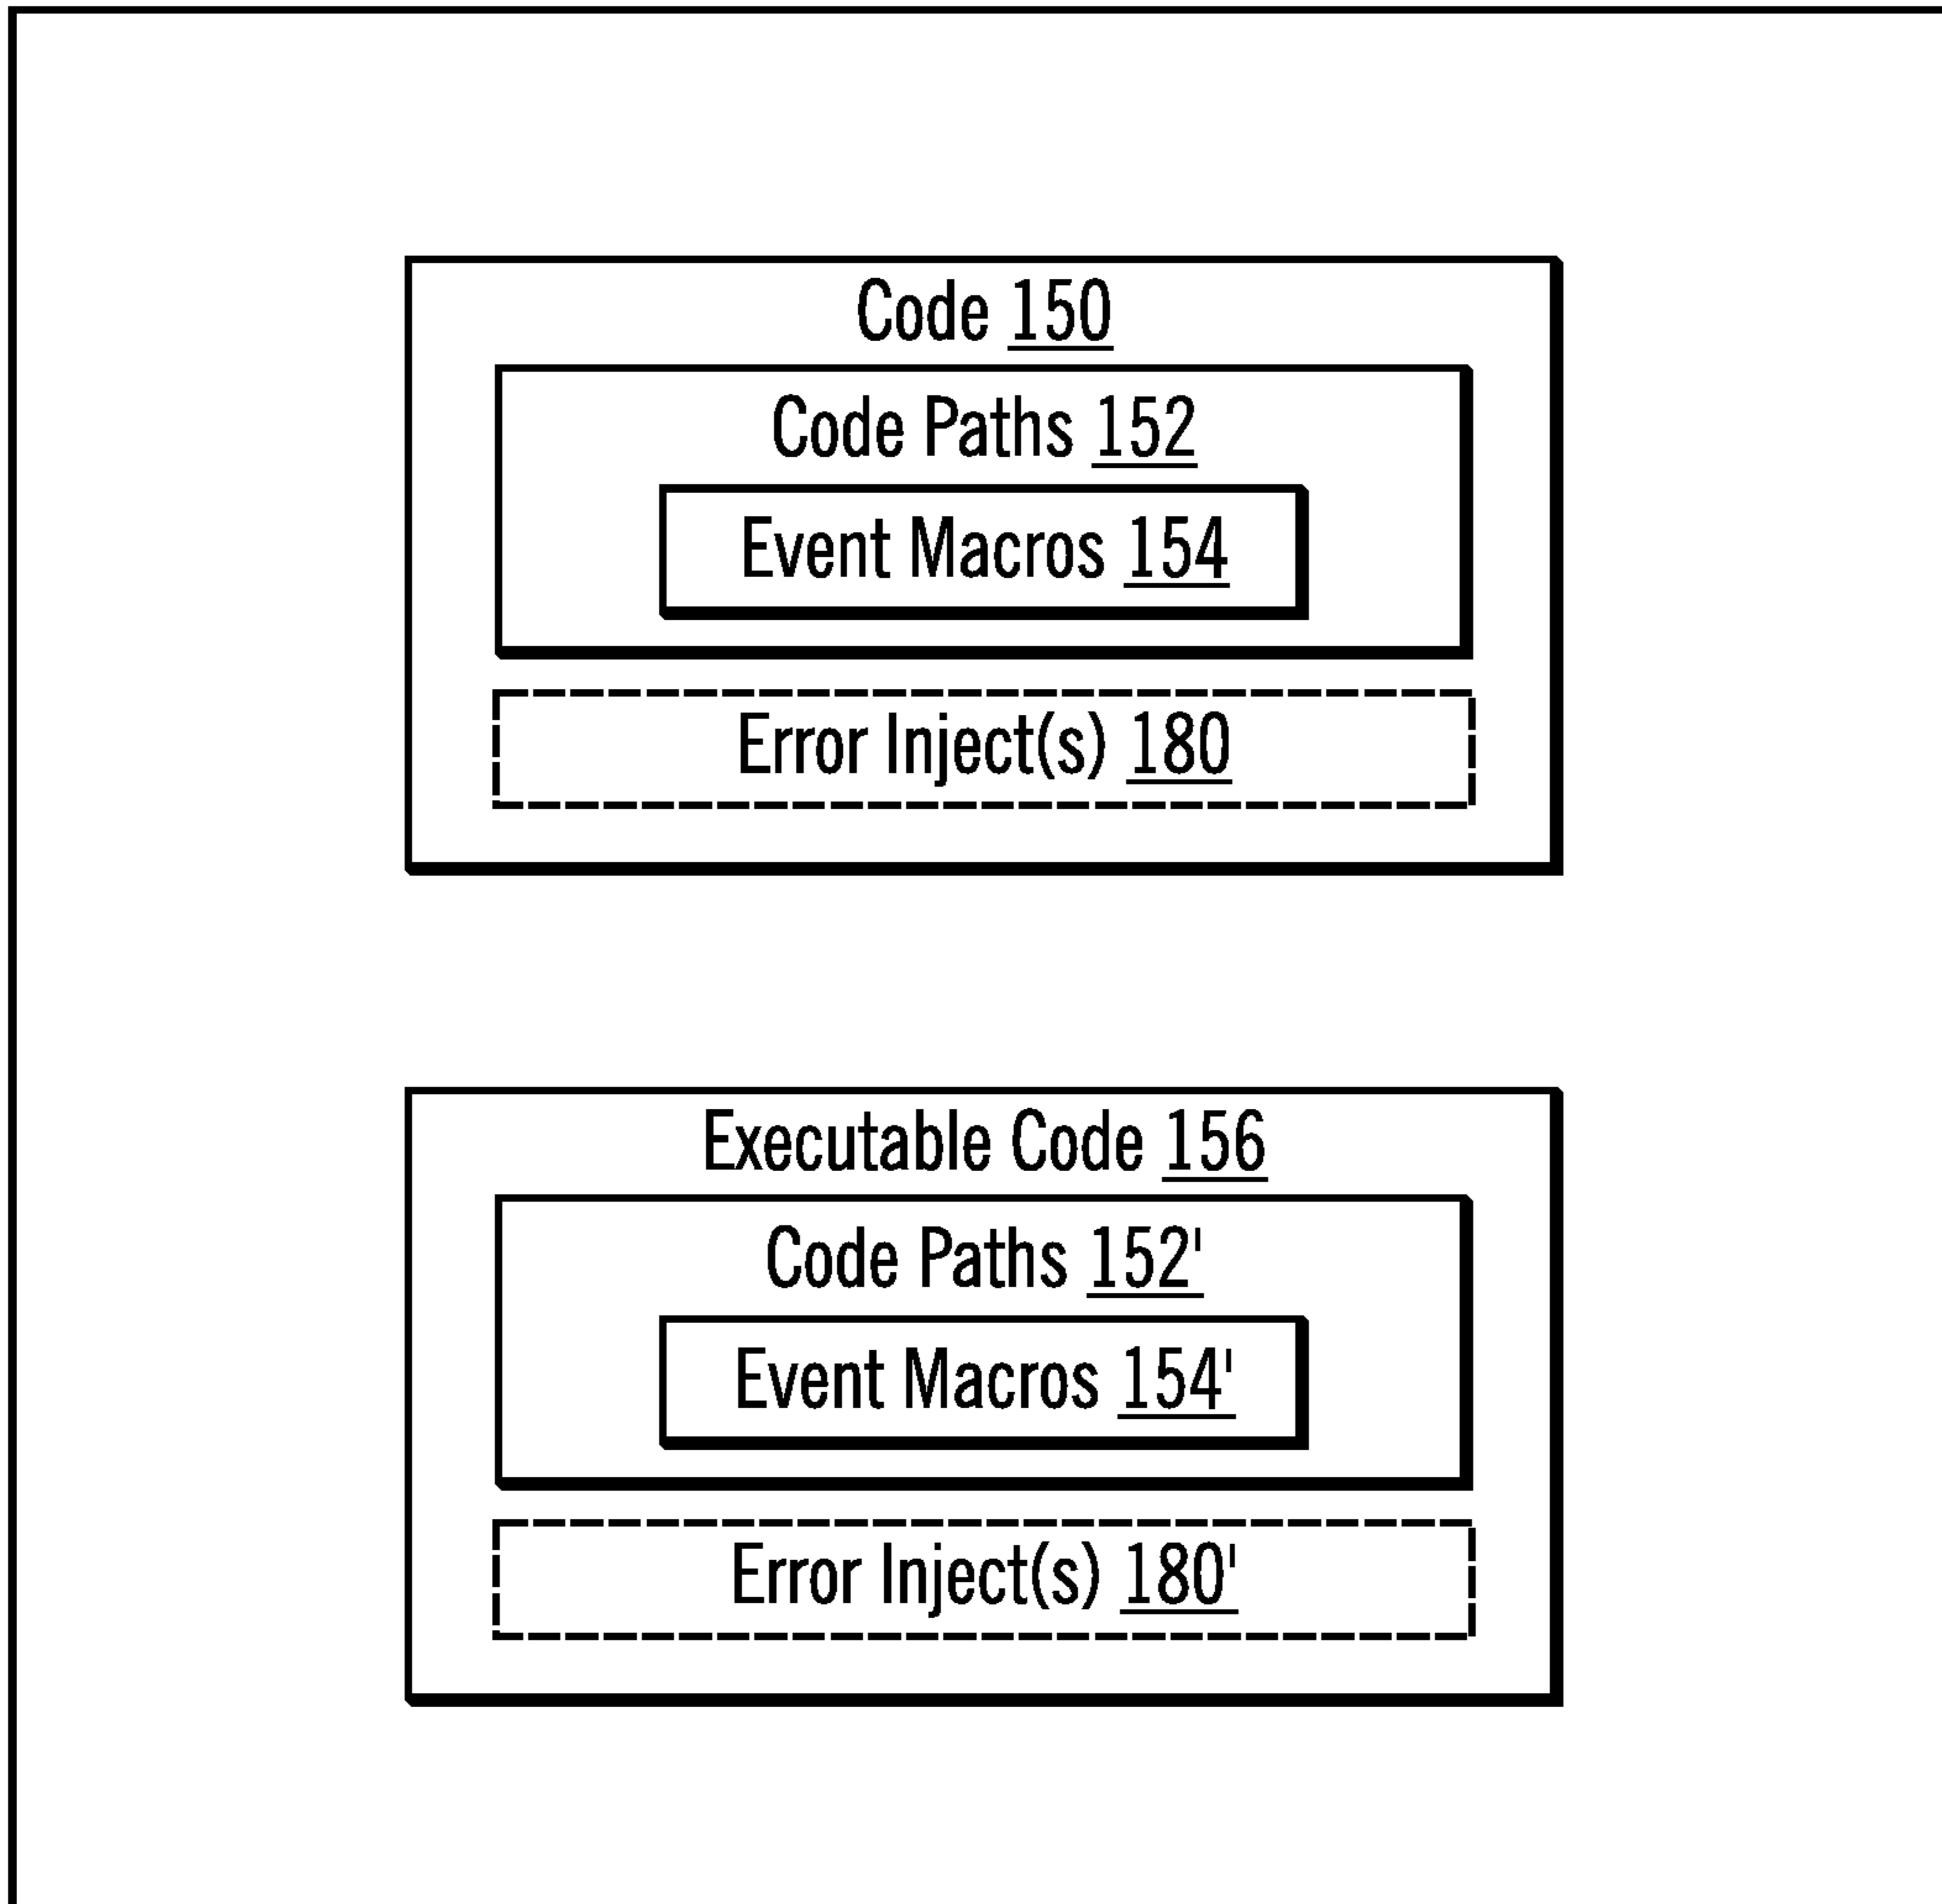 Code 150
Code Paths 152
Event Macros 154
Error Inject(s) 180
Executable Code 156
Code Paths 152'
Event Macros 154'
Error Inject(s) 180'